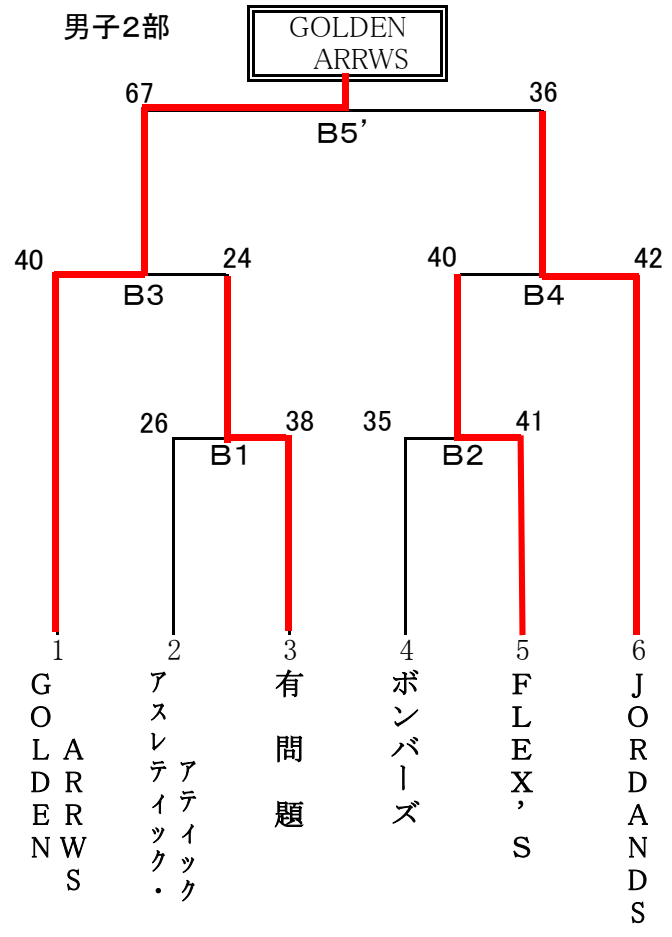 男子2部
GOLDEN
ARRWS
67
36
B5’
40
24
40
42
B3
B4
26
38
35
41
B1
B2
1
2
3
4
5
6
GOLDEN
ARRWS
アスレティック・
アティック
有問題
ボンバーズ
FLEX’S
JORDANDS